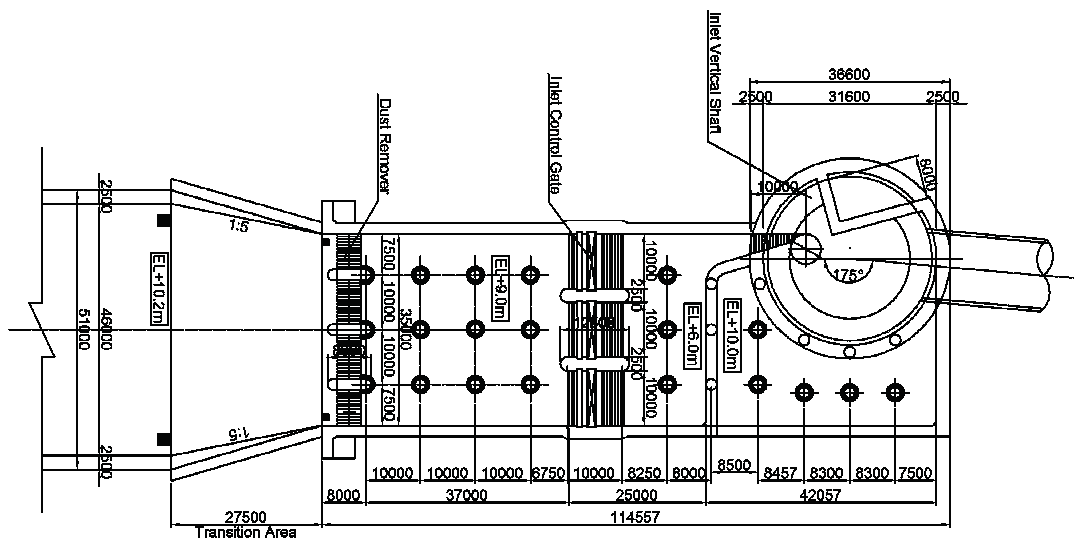 36600
2500 31600 2500
Inlet Vertical Shaft
Dust Remover
Inlet Control Gate
10000
8000
2500
1:5
EL+10.2m
46000
51000
7500
10000
35000
10000
7500
EL+9.0m
10000
2500
10000
2500
10000
EL+6.0m
EL+10.0m
175°
1:5
2500
10000 10000 10000 6750 10000 8250 8000 8500 8457 8300 8300 7500
8000 37000 25000 42057
27500 114557
Transition Area